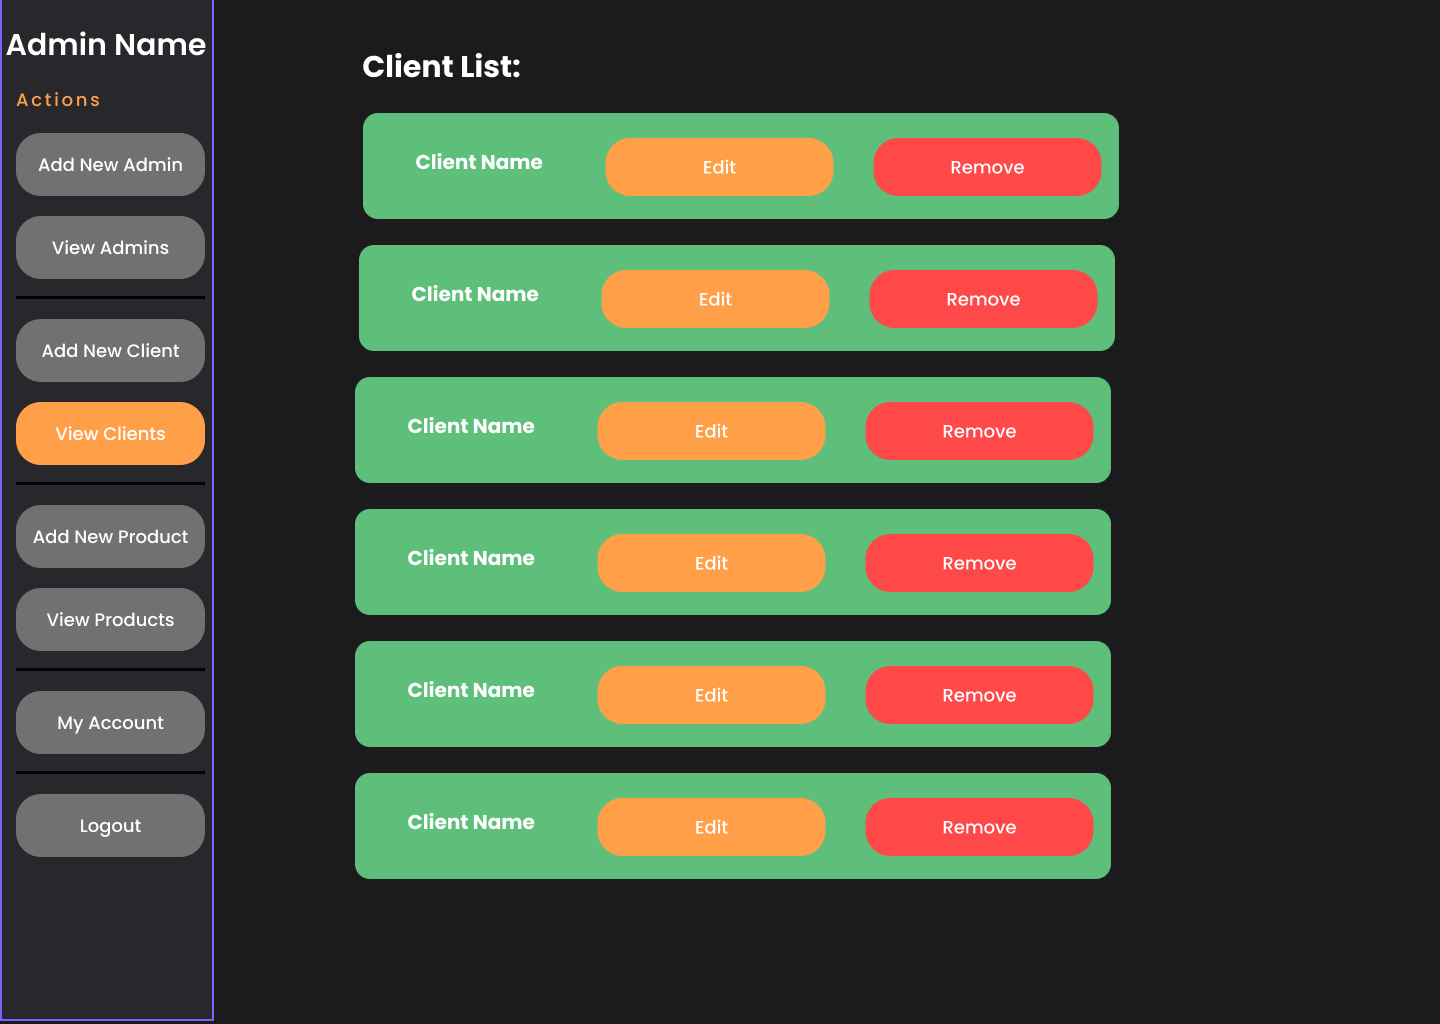 Admin Name
Actions
Add New Admin
View Admins
Add New Client
View Clients
Add New Product
View Products
My Account
Logout
Client List:
Client Name Edit Remove
Client Name Edit Remove
Client Name Edit Remove
Client Name Edit Remove
Client Name Edit Remove
Client Name Edit Remove